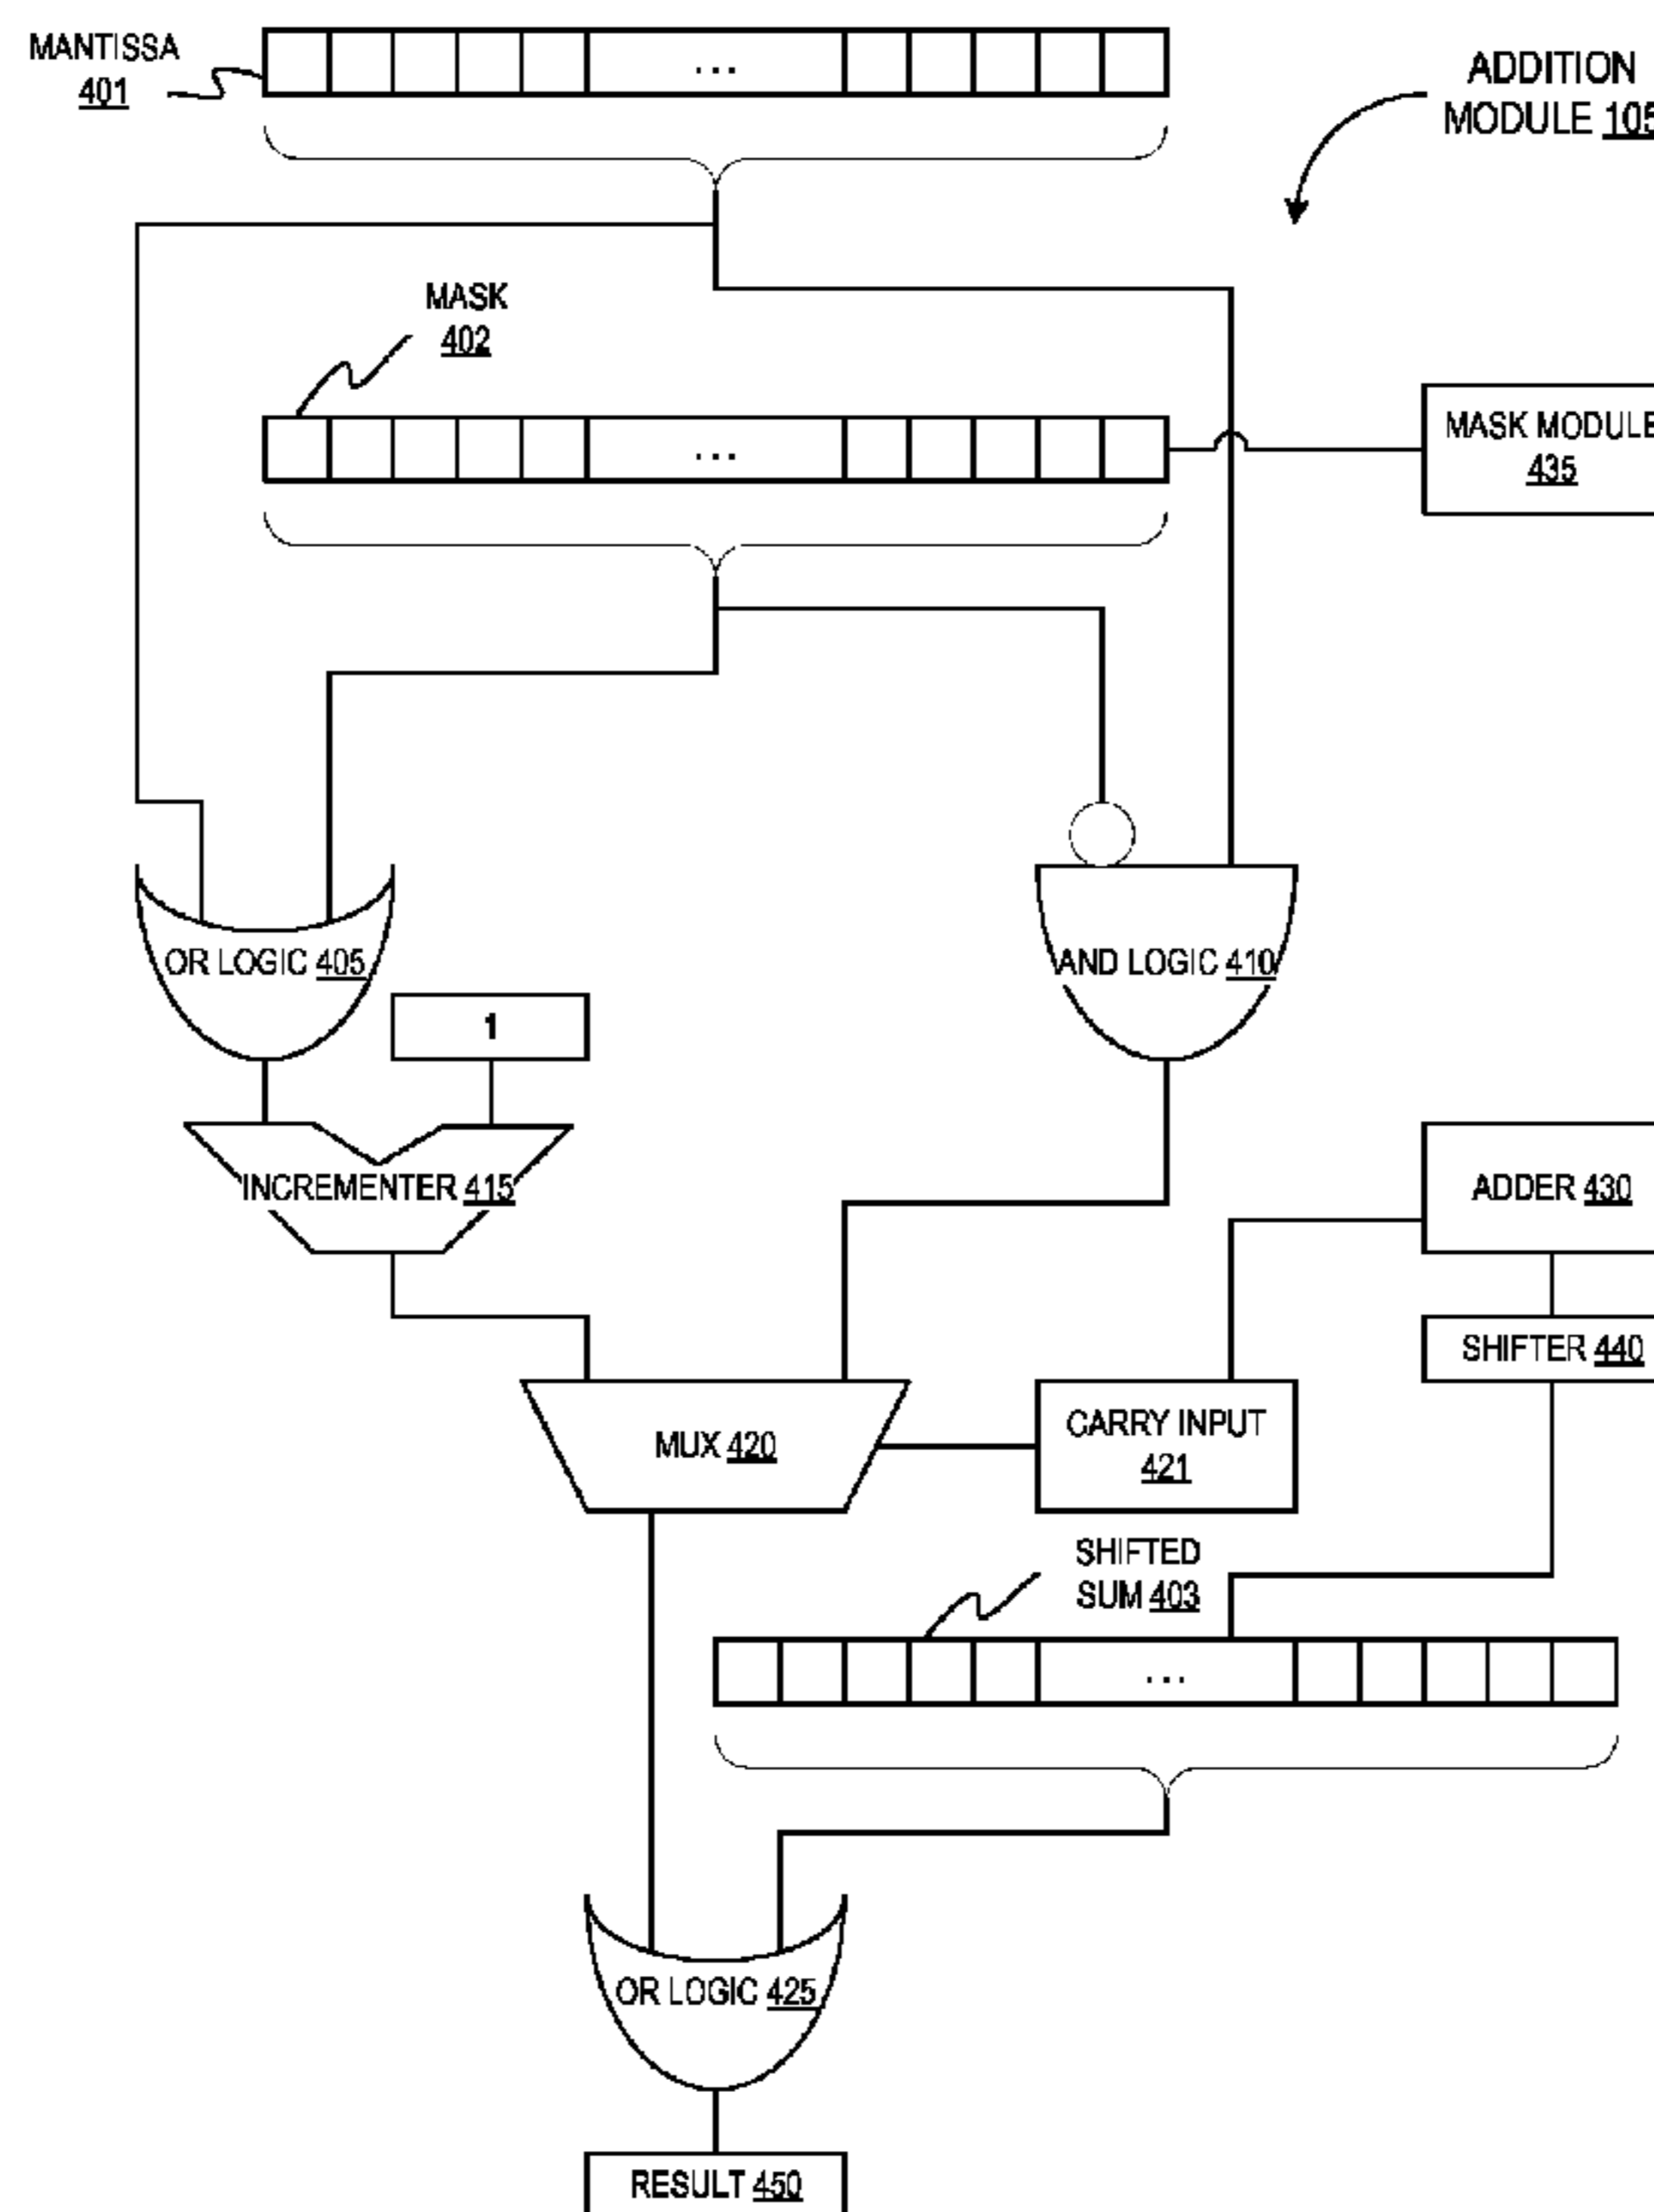 MANTISSA
401
...
ADDITION
MODULE 105
MASK
402
...
MASK MODULE
435
OR LOGIC 405
AND LOGIC 410
1
INCREMENTER 415
ADDER 430
SHIFTER 440
MUX 420
CARRY INPUT
421
SHIFTED
SUM 403
...
OR LOGIC 425
RESULT 450